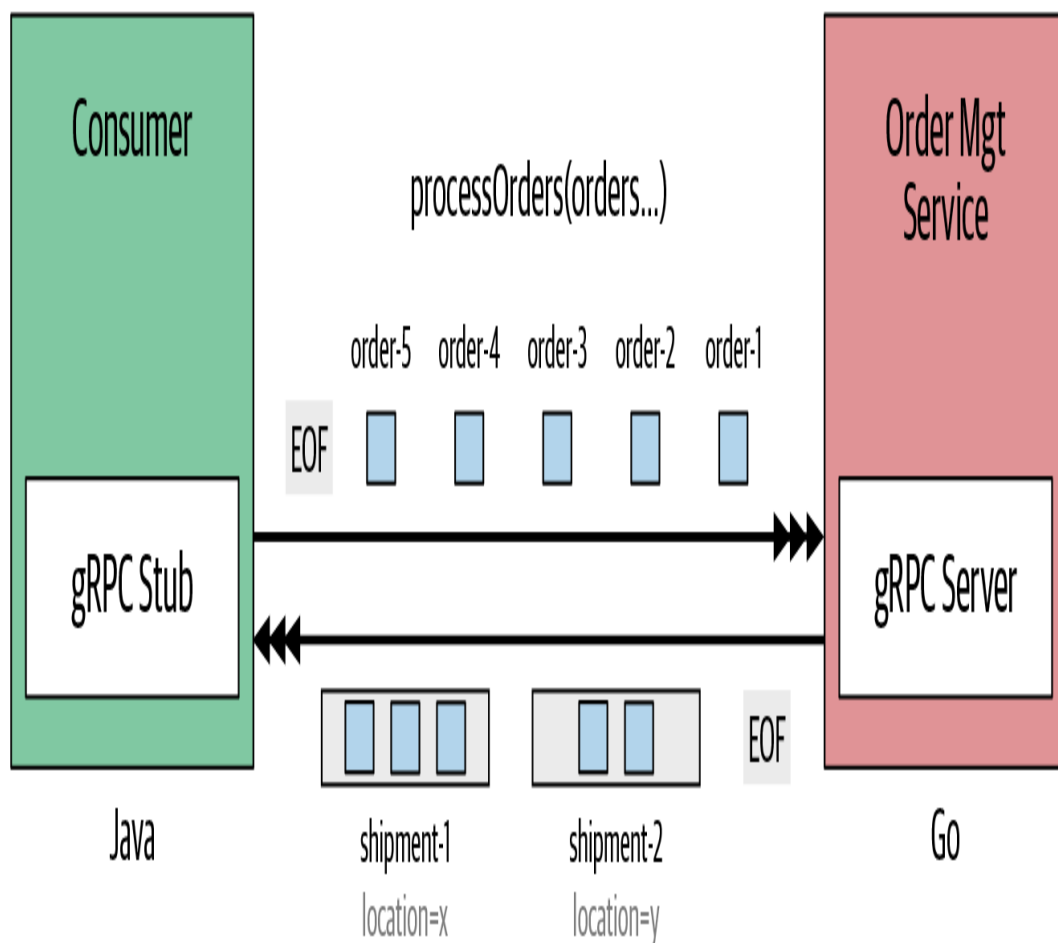 Consumer
Order Mgt
Service
processOrders(orders...)
order-5 order-4 order-3 order-2 order-1
EOF
gRPC Stub
gRPC Server
EOF
Java
shipment-1 shipment-2
Go
location=x location=y